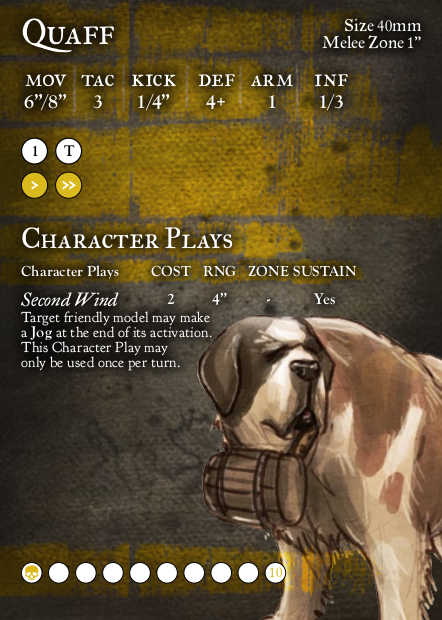 Quaff
Size 40mm
Melee Zone 1"
MOV TAC KICK DEF ARM INF
6"/8" 3 1/4" 4+ 1 1/3
1 T
> >>
Character Plays
Character Plays COST RNG ZONE SUSTAIN
Second Wind 2 4" - Yes
Target friendly model may make
a Jog at the end of its activation.
This Character Play may
only be used once per turn.
10